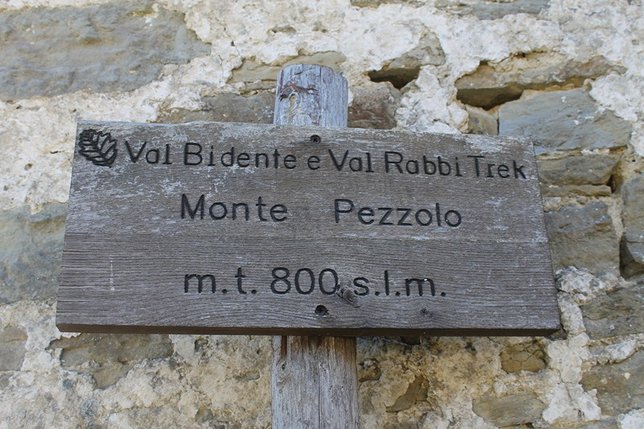 Val Bidente e Val Rabbi Trek
Monte Pezzolo
m.t. 800 s.l.m.